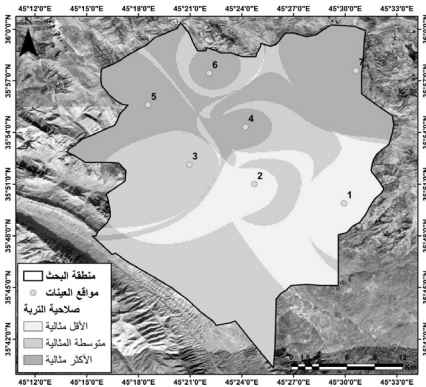 45°12'0"E 45°15'0"E 45°18'0"E 45°21'0"E 45°24'0"E 45°27'0"E 45°30'0"E 45°33'0"E
36°0'0"N
35°57'0"N
35°54'0"N
35°51'0"N
35°48'0"N
35°45'0"N
35°42'0"N
6
7
5
4
3
2
1
منطقة البحث
مواقع العينات
صلاحية التربة
الأقل مثالية
متوسطة المثالية
الأكثر مثالية
0 1.5 3 6 9 12
Km
45°12'0"E 45°15'0"E 45°18'0"E 45°21'0"E 45°24'0"E 45°27'0"E 45°30'0"E 45°33'0"E